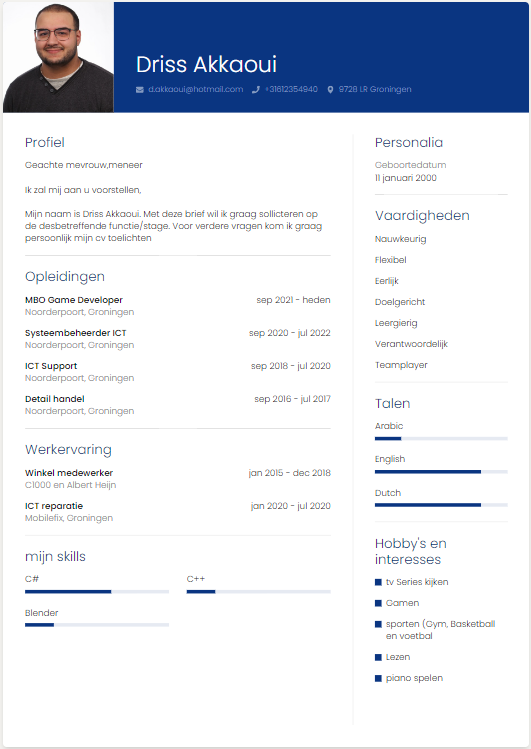 Driss Akkaoui
d.akkaoui@hotmail.com +31612354940 9728 LR Groningen
Profiel
Geachte mevrouw,meneer
Ik zal mij aan u voorstellen,
Mijn naam is Driss Akkaoui. Met deze brief wil ik graag sollicteren op
de desbetreffende functie/stage. Voor verdere vragen kom ik graag
persoonlijk mijn cv toelichten
Opleidingen
MBO Game Developer sep 2021 - heden
Noorderpoort, Groningen
Systeembeheerder ICT sep 2020 - jul 2022
Noorderpoort, Groningen
ICT Support sep 2018 - jul 2020
Noorderpoort, Groningen
Detail handel sep 2016 - jul 2017
Noorderpoort, Groningen
Werkervaring
Winkel medewerker jan 2015 - dec 2018
C1000 en Albert Heijn
ICT reparatie jan 2020 - jul 2020
Mobilefix, Groningen
mijn skills
C# C++
Blender
Personalia
Geboortedatum
11 januari 2000
Vaardigheden
Nauwkeurig
Flexibel
Eerlijk
Doelgericht
Leergierig
Verantwoordelijk
Teamplayer
Talen
Arabic
English
Dutch
Hobby's en
interesses
tv Series kijken
Gamen
sporten (Gym, Basketball
en voetbal
Lezen
piano spelen